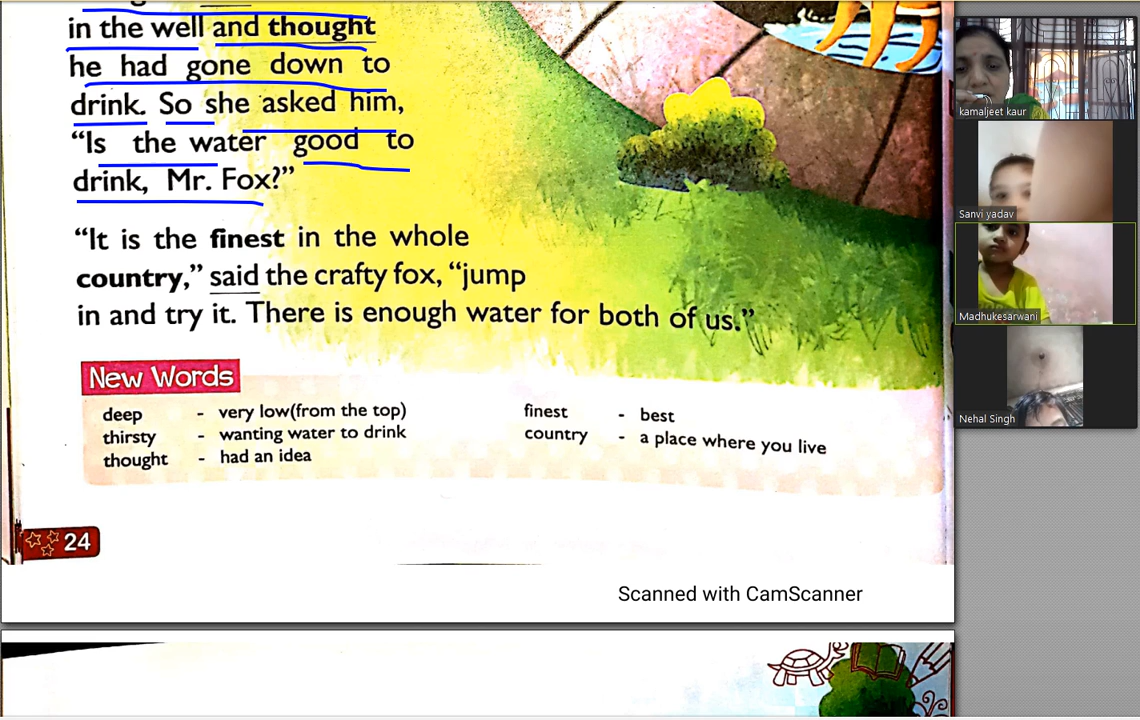 in the well and thought
he had gone down to
drink. So she asked him,
“Is the water good to
drink, Mr. Fox?”
“It is the finest in the whole
country,” said the crafty fox, “jump
in and try it. There is enough water for both of us.”
New Words
deep - very low(from the top)
thirsty - wanting water to drink
thought - had an idea
finest - best
country - a place where you live
24
Scanned with CamScanner
kamaljeet kaur
Sanvi yadav
Madhukesarwani
Nehal Singh